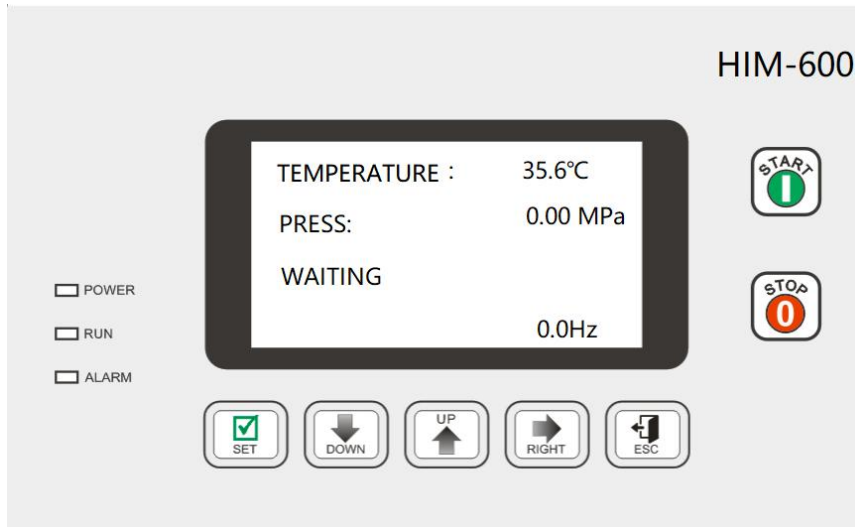 HIM-600
TEMPERATURE : 35.6℃
PRESS: 0.00 MPa
WAITING
0.0Hz
START
STOP
0
POWER
RUN
ALARM
SET
DOWN
UP
RIGHT
ESC